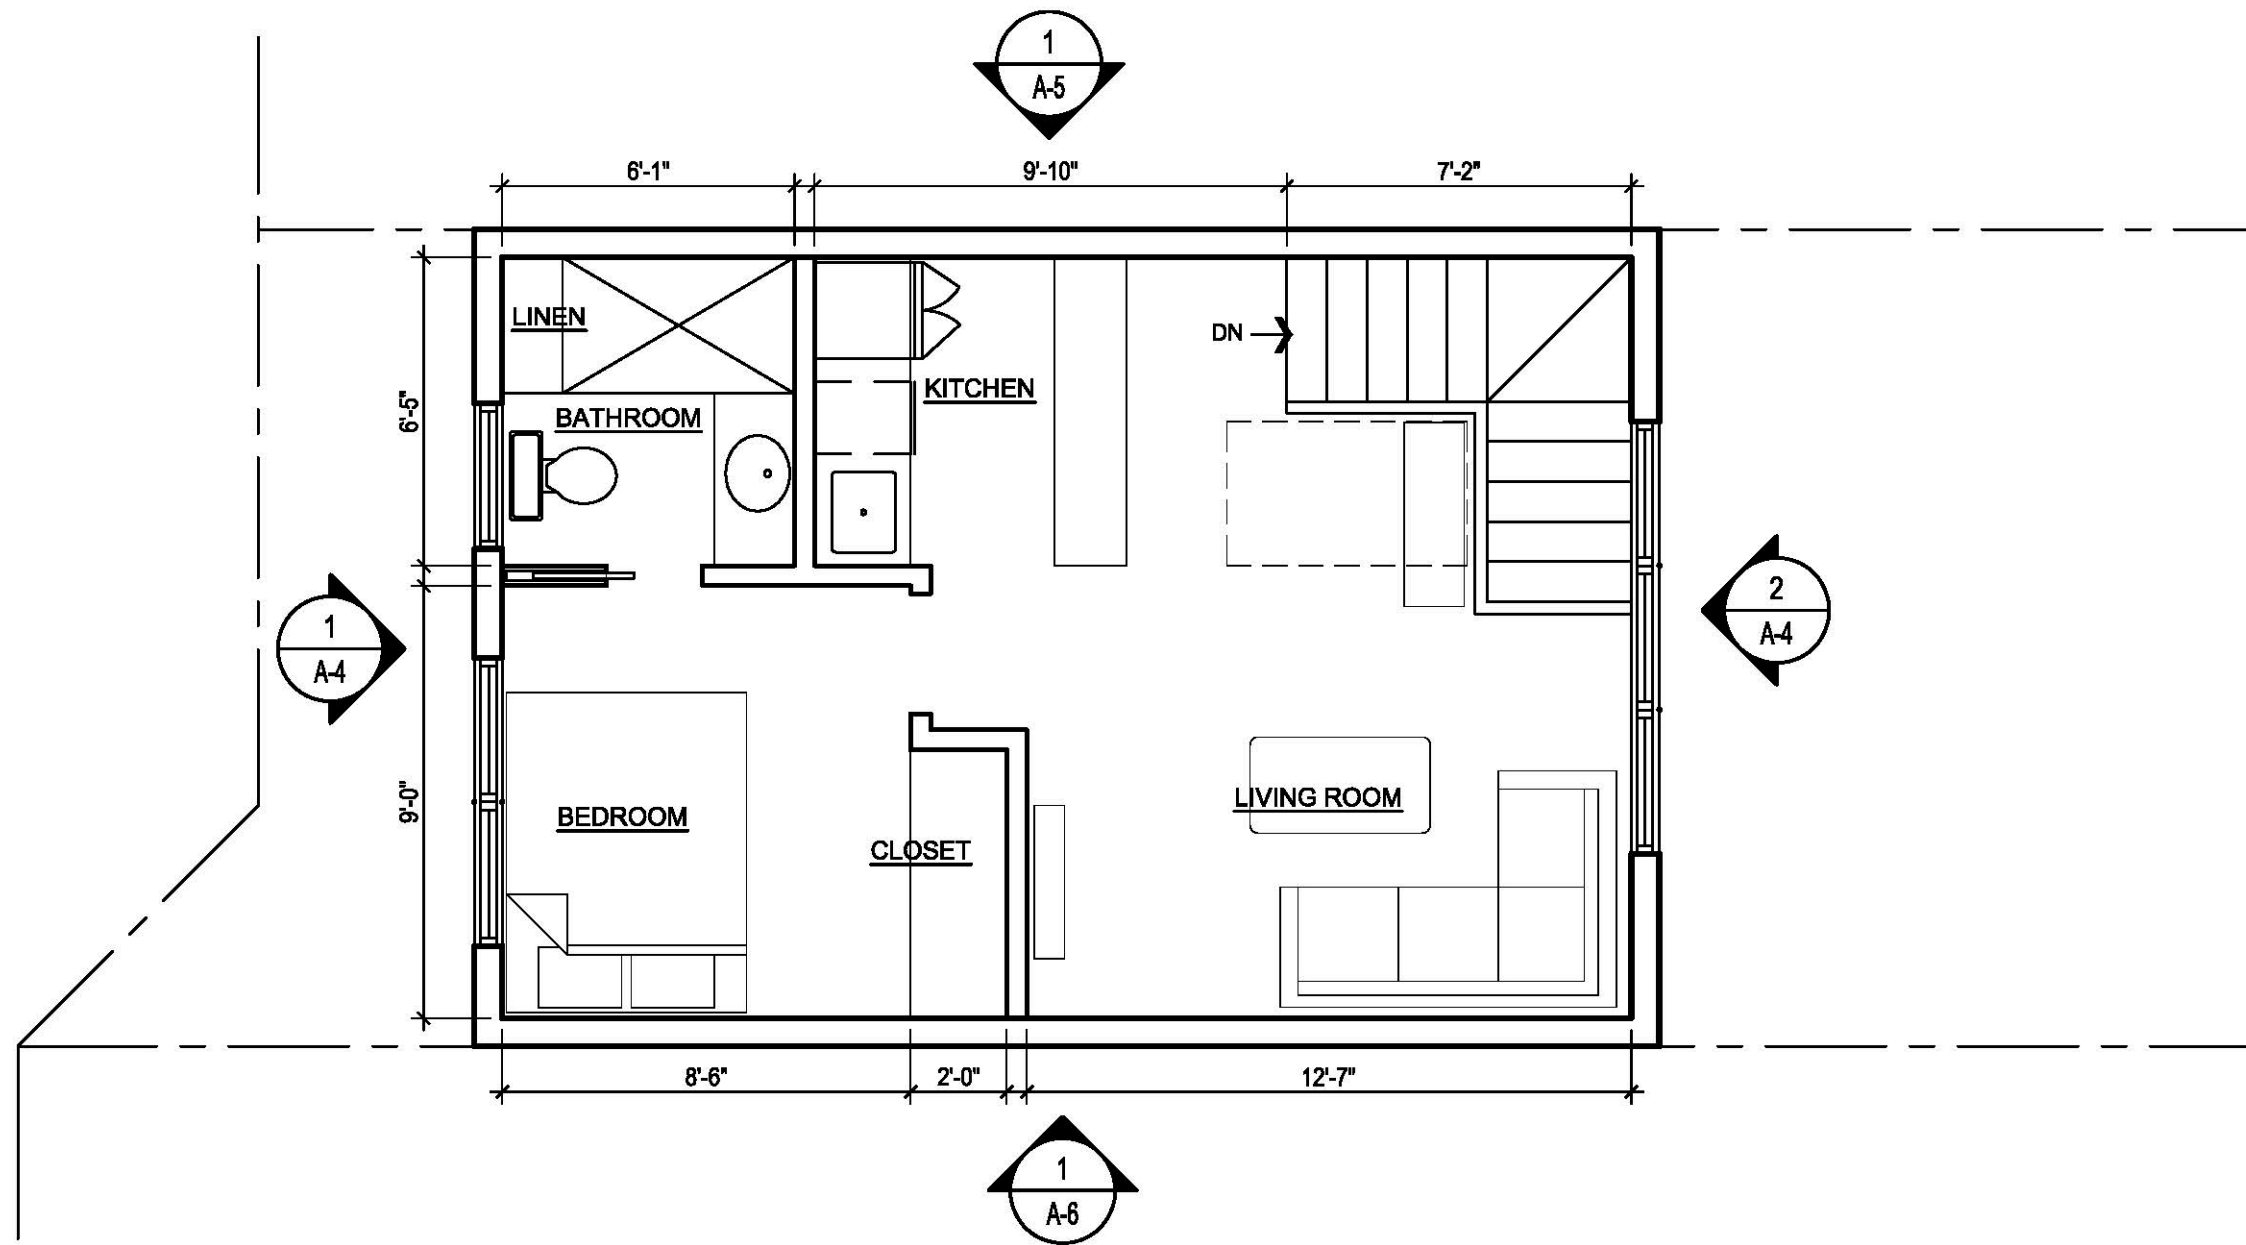 1
A-5
6'-1"
9'-10"
7'-2"
LINEN
DN
KITCHEN
BATHROOM
6'-5"
1
A-4
2
A-4
9'-0"
BEDROOM
CLOSET
LIVING ROOM
8'-6"
2'-0"
12'-7"
1
A-6